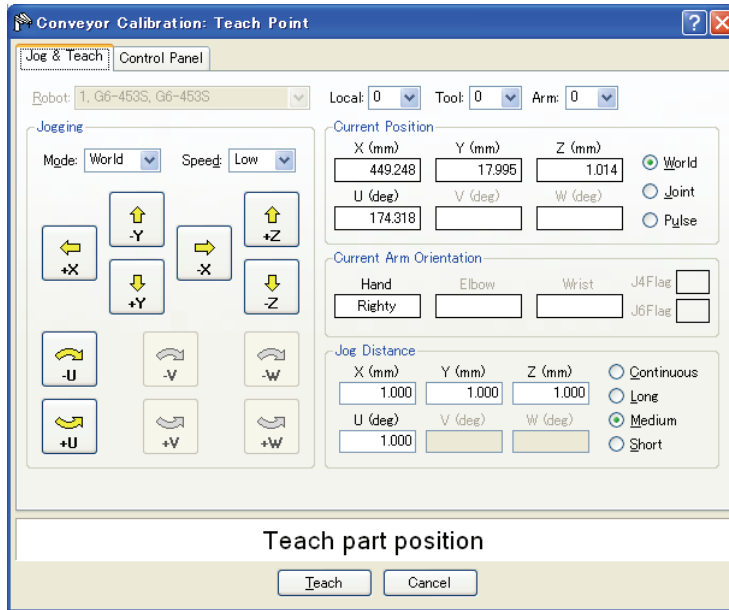 Conveyor Calibration: Teach Point
Jog & Teach Control Panel
Robot: 1, G6-453S, G6-453S Local: 0 Tool: 0 Arm: 0
Jogging
Mode: World Speed: Low
-Y +Z
+X -X
+Y -Z
-U -V -W
+U +V +W
Current Position
X (mm) Y (mm) Z (mm)
449.248 17.995 1.014
U (deg) V (deg) W (deg)
174.318
World
Joint
Pulse
Current Arm Orientation
Hand Elbow Wrist J4Flag
Righty J6Flag
Jog Distance
X (mm) Y (mm) Z (mm)
1.000 1.000 1.000
U (deg) V (deg) W (deg)
1.000
Continuous
Long
Medium
Short
Teach part position
Teach Cancel